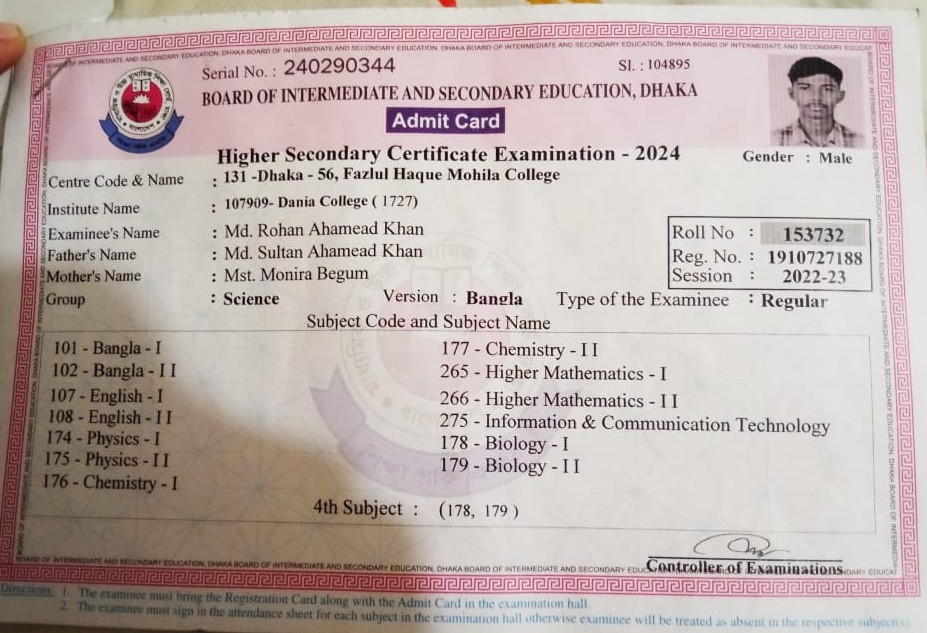 Serial No. : 240290344
Sl. : 104895
BOARD OF INTERMEDIATE AND SECONDARY EDUCATION, DHAKA
Admit Card
Higher Secondary Certificate Examination - 2024
Gender : Male
Centre Code & Name : 131 -Dhaka - 56, Fazlul Haque Mohila College
Institute Name : 107909- Dania College ( 1727)
Examinee's Name : Md. Rohan Ahamead Khan
Father's Name : Md. Sultan Ahamead Khan
Mother's Name : Mst. Monira Begum
Roll No : 153732
Reg. No. : 1910727188
Session : 2022-23
Group : Science Version : Bangla Type of the Examinee : Regular
Subject Code and Subject Name
101 - Bangla - I
102 - Bangla - I I
107 - English - I
108 - English - I I
174 - Physics - I
175 - Physics - I I
176 - Chemistry - I
177 - Chemistry - I I
265 - Higher Mathematics - I
266 - Higher Mathematics - I I
275 - Information & Communication Technology
178 - Biology - I
179 - Biology - I I
4th Subject : (178, 179 )
Controller of Examinations
Directions: 1. The examinee must bring the Registration Card along with the Admit Card in the examination hall.
2. The examinee must sign in the attendance sheet for each subject in the examination hall otherwise examinee will be treated as absent in the respective subject(s).